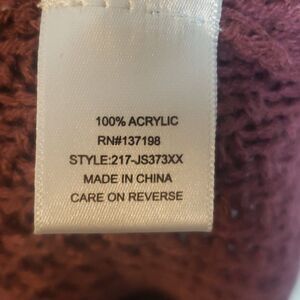 100% ACRYLIC
RN#137198
STYLE:217-JS373XX
MADE IN CHINA
CARE ON REVERSE